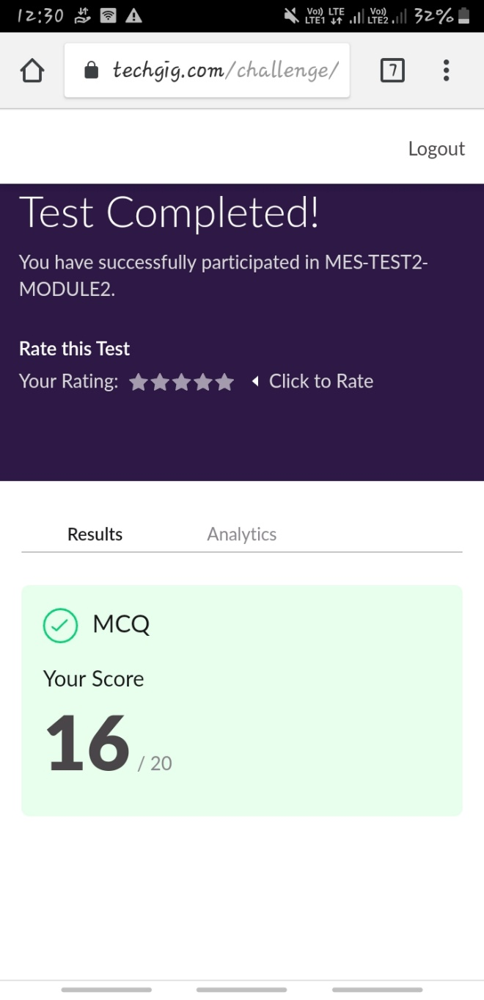 12:30 Vo) LTE Vo) 32%
LTE1 LTE2
techgig.com/challenge/ 7
Logout
Test Completed!
You have successfully participated in MES-TEST2-
MODULE2.
Rate this Test
Your Rating: Click to Rate
Results Analytics
MCQ
Your Score
16 / 20